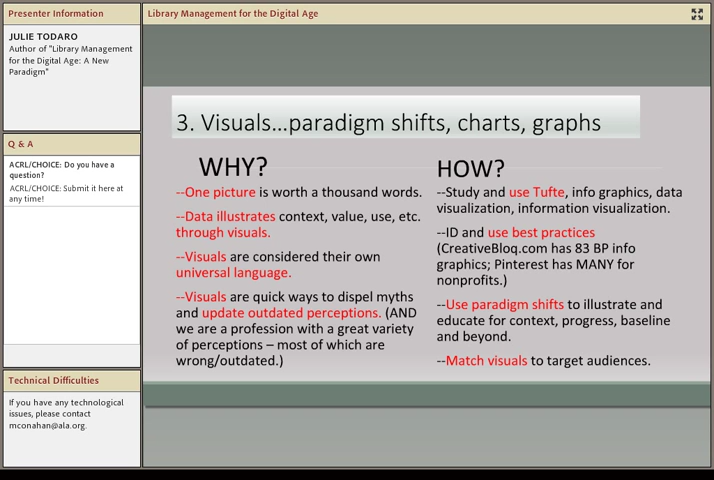 Presenter Information
JULIE TODARO
Author of "Library Management
for the Digital Age: A New
Paradigm"
Q & A
ACRL/CHOICE: Do you have a
question?
ACRL/CHOICE: Submit it here at
any time!
Technical Difficulties
If you have any technological
issues, please contact
mconahan@ala.org.
Library Management for the Digital Age
3. Visuals...paradigm shifts, charts, graphs
WHY?
--One picture is worth a thousand words.
--Data illustrates context, value, use, etc.
through visuals.
--Visuals are considered their own
universal language.
--Visuals are quick ways to dispel myths
and update outdated perceptions. (AND
we are a profession with a great variety
of perceptions – most of which are
wrong/outdated.)
HOW?
--Study and use Tufte, info graphics, data
visualization, information visualization.
--ID and use best practices
(CreativeBloq.com has 83 BP info
graphics; Pinterest has MANY for
nonprofits.)
--Use paradigm shifts to illustrate and
educate for context, progress, baseline
and beyond.
--Match visuals to target audiences.